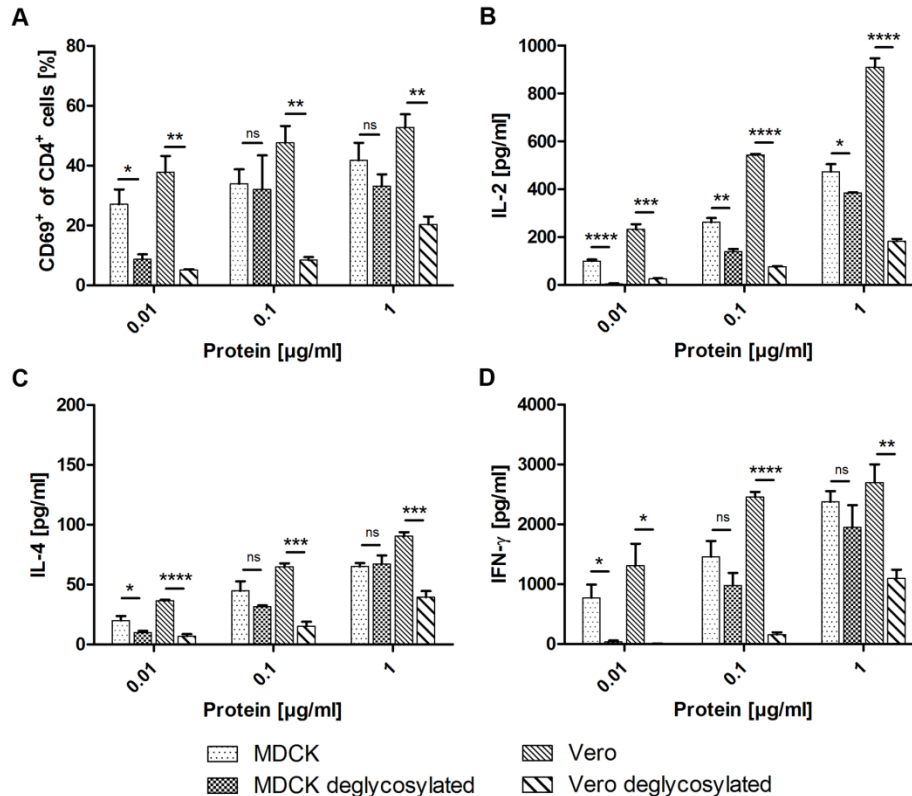 A
CD69⁺ of CD4⁺ cells [%]
80
60
40
20
0
* ** ns ** ns **
0.01 0.1 1
Protein [µg/ml]
B
IL-2 [pg/ml]
1000
800
600
400
200
0
**** *** ** **** * ****
0.01 0.1 1
Protein [µg/ml]
C
IL-4 [pg/ml]
200
150
100
50
0
* **** ns *** ns ***
0.01 0.1 1
Protein [µg/ml]
D
IFN-γ [pg/ml]
4000
3000
2000
1000
0
* * ns **** ns **
0.01 0.1 1
Protein [µg/ml]
MDCK
MDCK deglycosylated
Vero
Vero deglycosylated